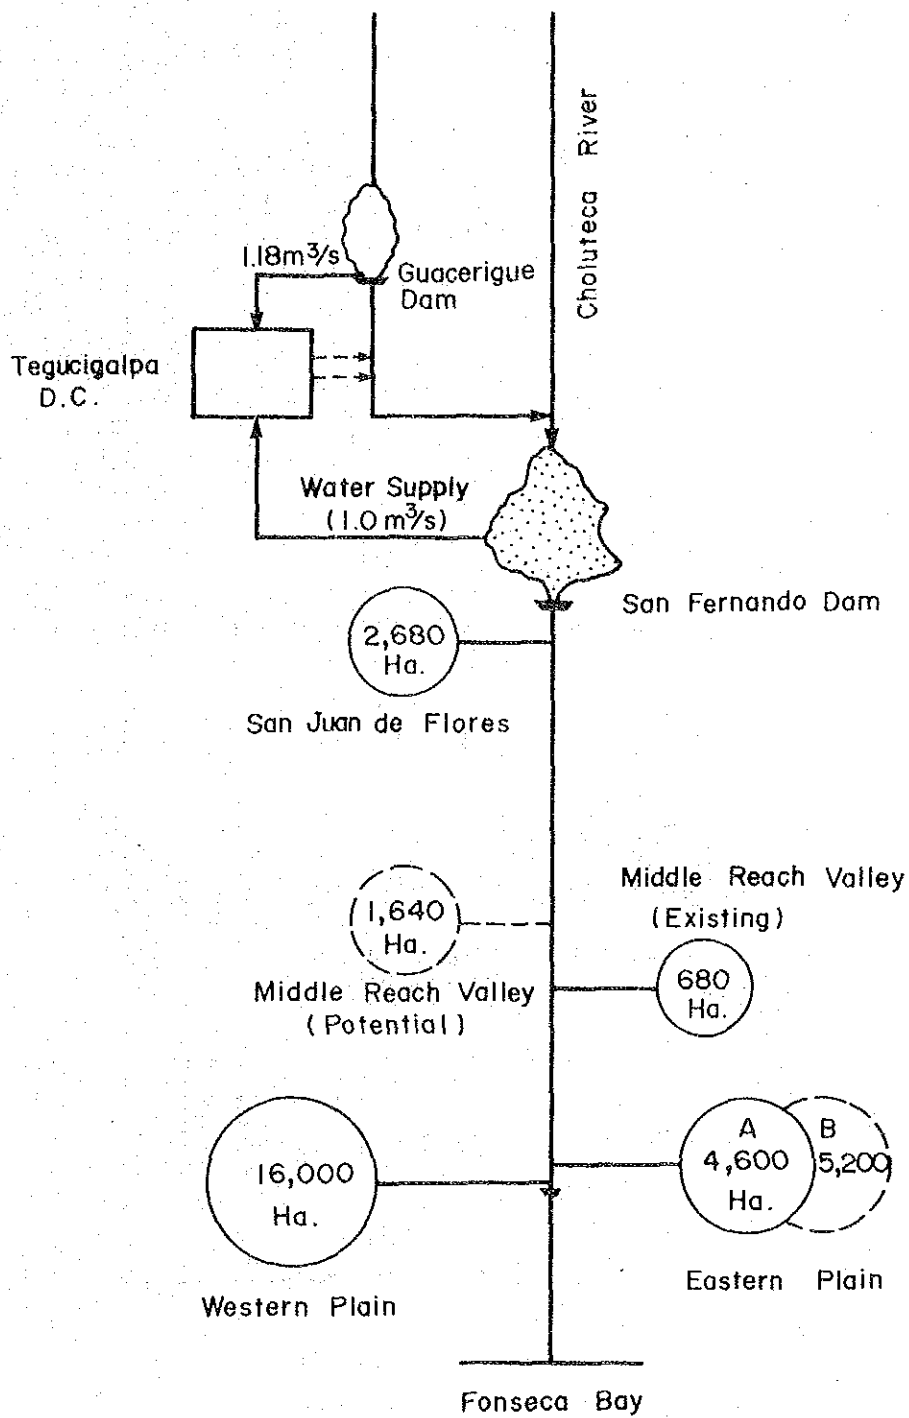 Choluteca River
1.18m³/s
Guacerigue
Dam
Tegucigalpa
D.C.
Water Supply
(1.0 m³/s)
San Fernando Dam
2,680
Ha.
San Juan de Flores
Middle Reach Valley
(Existing)
1,640
Ha.
680
Ha.
Middle Reach Valley
(Potential)
A B
4,600 5,200
Ha.
16,000
Ha.
Eastern Plain
Western Plain
Fonseca Bay